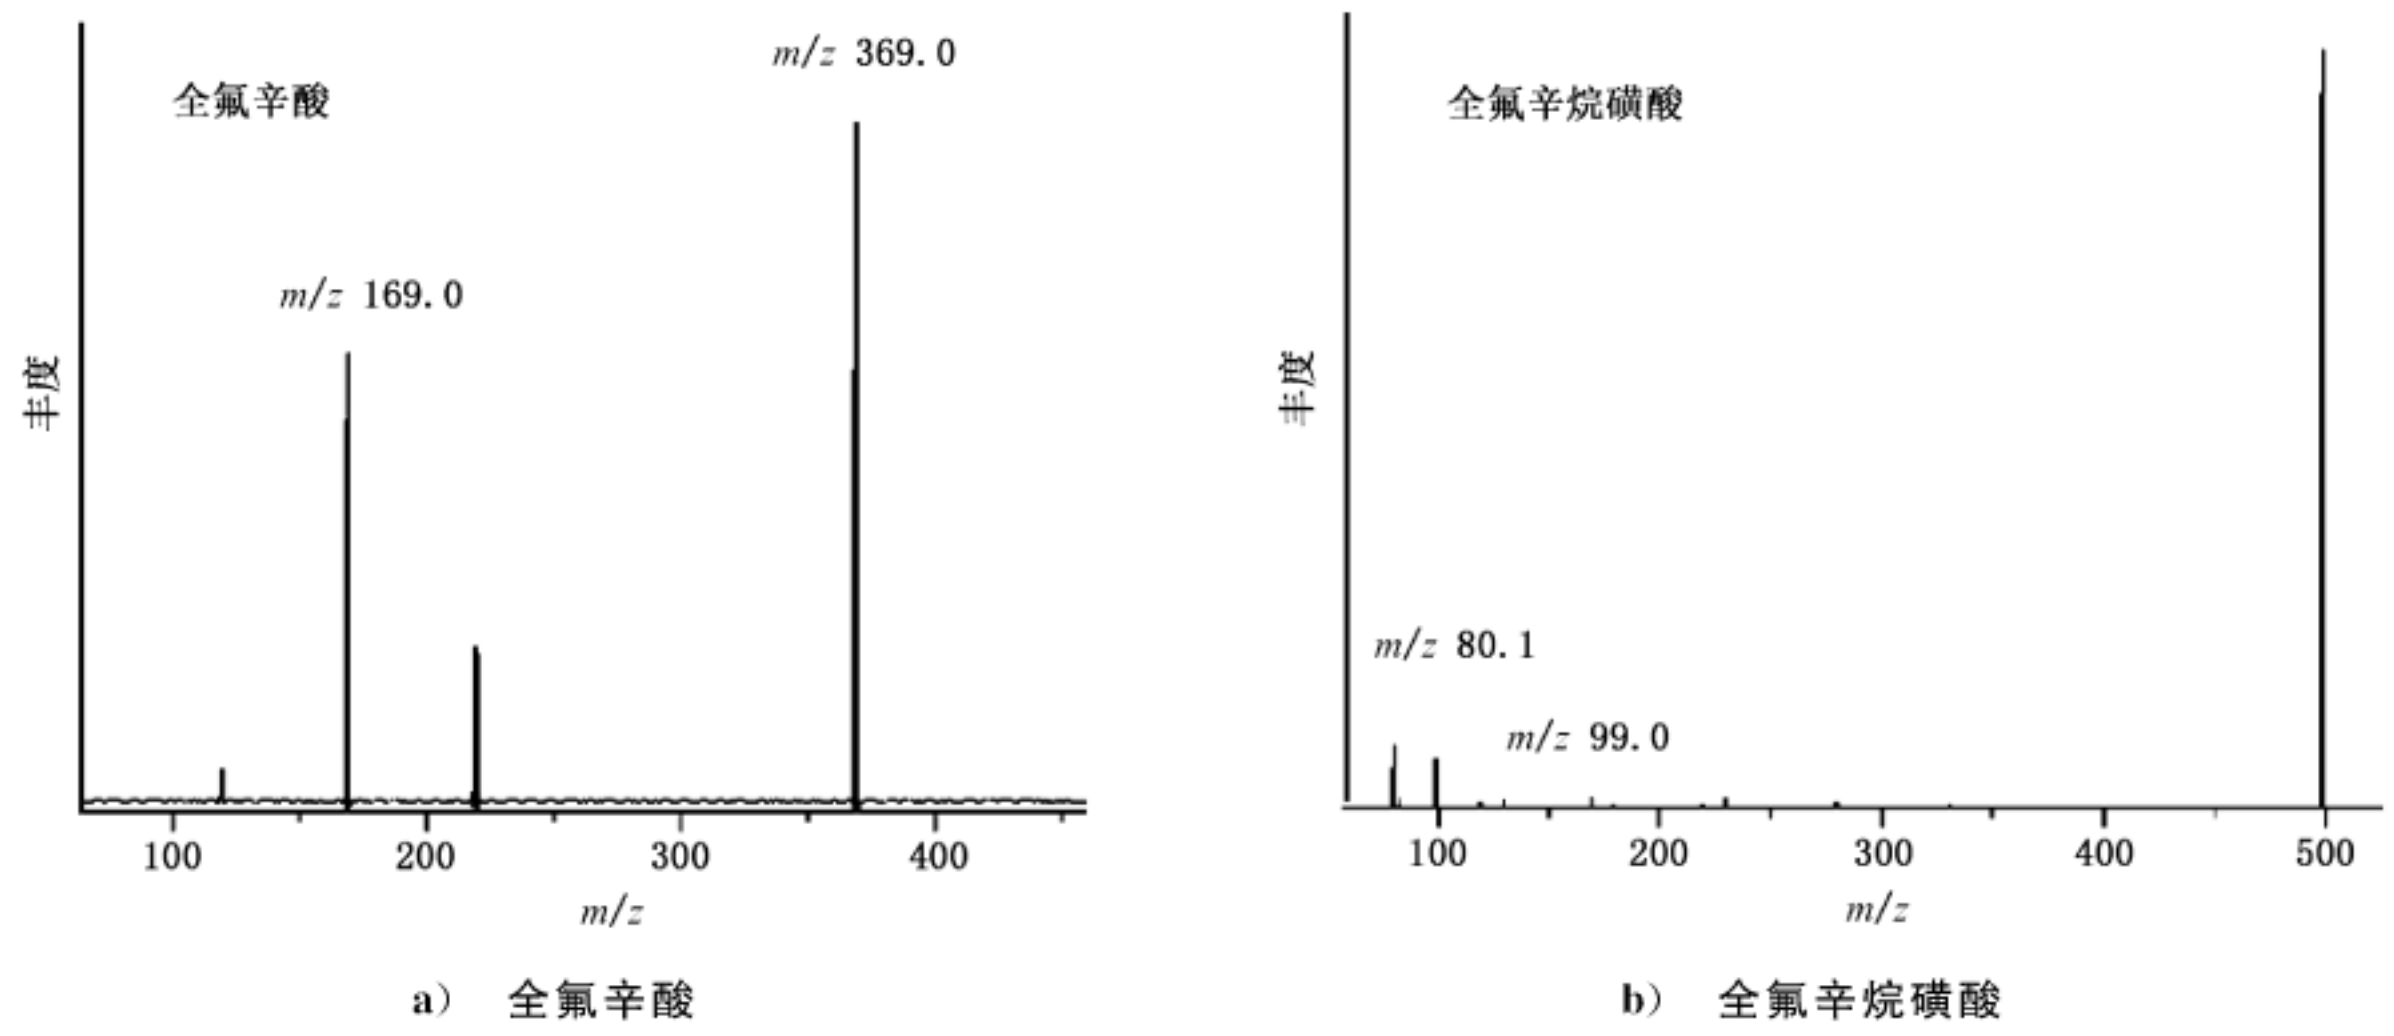 全氟辛酸
m/z 369.0
m/z 169.0
丰度
100 200 300 400
m/z
a） 全氟辛酸
全氟辛烷磺酸
m/z 80.1
m/z 99.0
丰度
100 200 300 400 500
m/z
b） 全氟辛烷磺酸